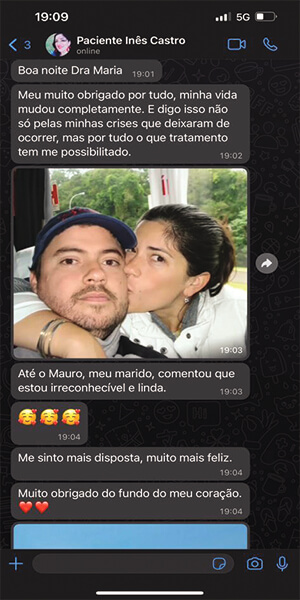 19:09
5G
3
Paciente Inês Castro
online
Boa noite Dra Maria
19:01
Meu muito obrigado por tudo, minha vida
mudou completamente. E digo isso não
só pelas minhas crises que deixaram de
ocorrer, mas por tudo o que tratamento
tem me possibilitado.
19:02
19:03
Até o Mauro, meu marido, comentou que
estou irreconhecível e linda.
19:03
19:04
Me sinto mais disposta, muito mais feliz.
19:04
Muito obrigado do fundo do meu coração.
19:04